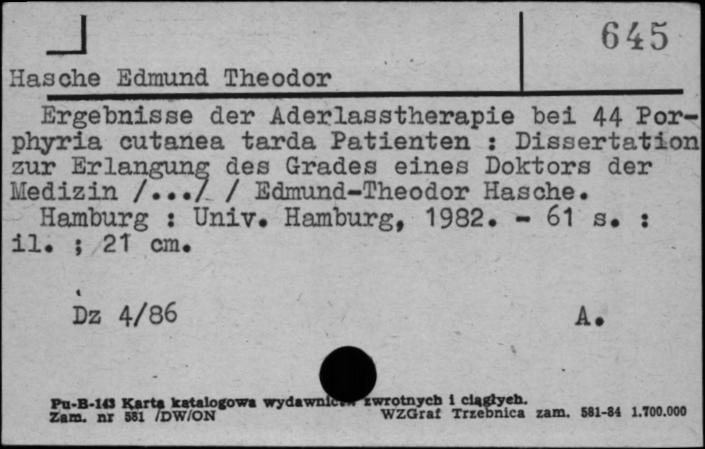 645
Hasche Edmund Theodor
Ergebnisse der Aderlasstherapie bei 44 Por-
phyria cutanea tarda Patienten : Dissertation
zur Erlangung des Grades eines Doktors der
Medizin /.../ / Edmund-Theodor Hasche.
Hamburg : Univ. Hamburg, 1982. - 61 s. :
il. ; 21 cm.
Dz 4/86 A.
Pu-B-143 Karta katalogowa wydawnictw zwrotnych i ciągłych.
Zam. nr 581 /DW/ON WZGraf Trzebnica zam. 581-84 1.700.000